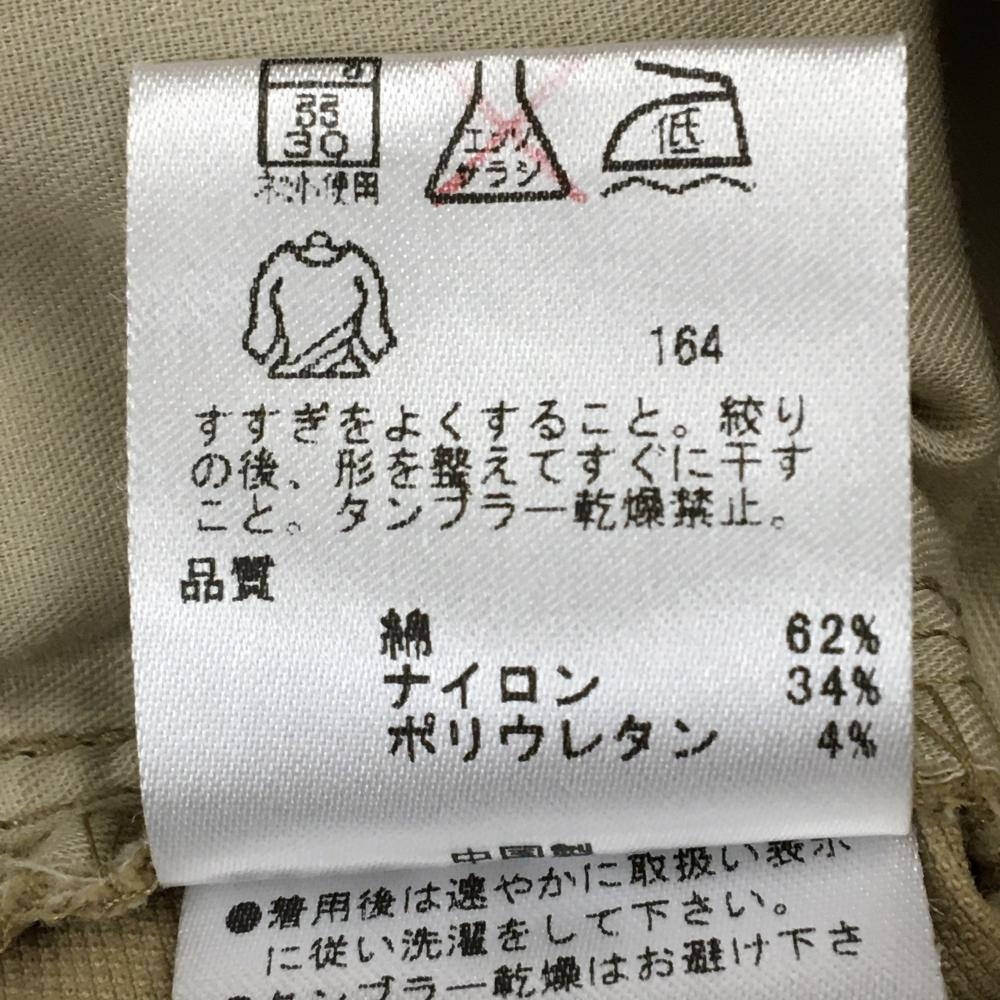 弱
30
ネット使用
エンソ
サラシ
低
164
すすぎをよくすること。絞り
の後、形を整えてすぐに干す
こと。タンブラー乾燥禁止。
品質
綿 62%
ナイロン 34%
ポリウレタン 4%
中国製
●着用後は速やかに取扱い表示
に従い洗濯をして下さい。
●タンブラー乾燥はお避け下さ